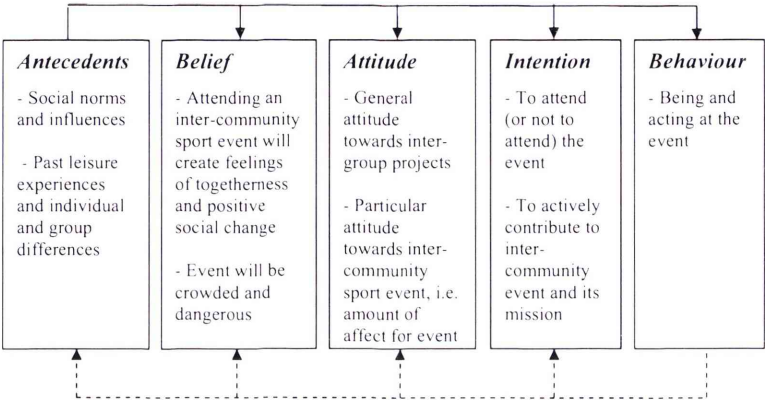 Antecedents
- Social norms
and influences
- Past leisure
experiences
and individual
and group
differences
Belief
- Attending an
inter-community
sport event will
create feelings
of togetherness
and positive
social change
- Event will be
crowded and
dangerous
Attitude
- General
attitude
towards inter-
group projects
- Particular
attitude
towards inter-
community
sport event, i.e.
amount of
affect for event
Intention
- To attend
(or not to
attend) the
event
- To actively
contribute to
inter-
community
event and its
mission
Behaviour
- Being and
acting at the
event